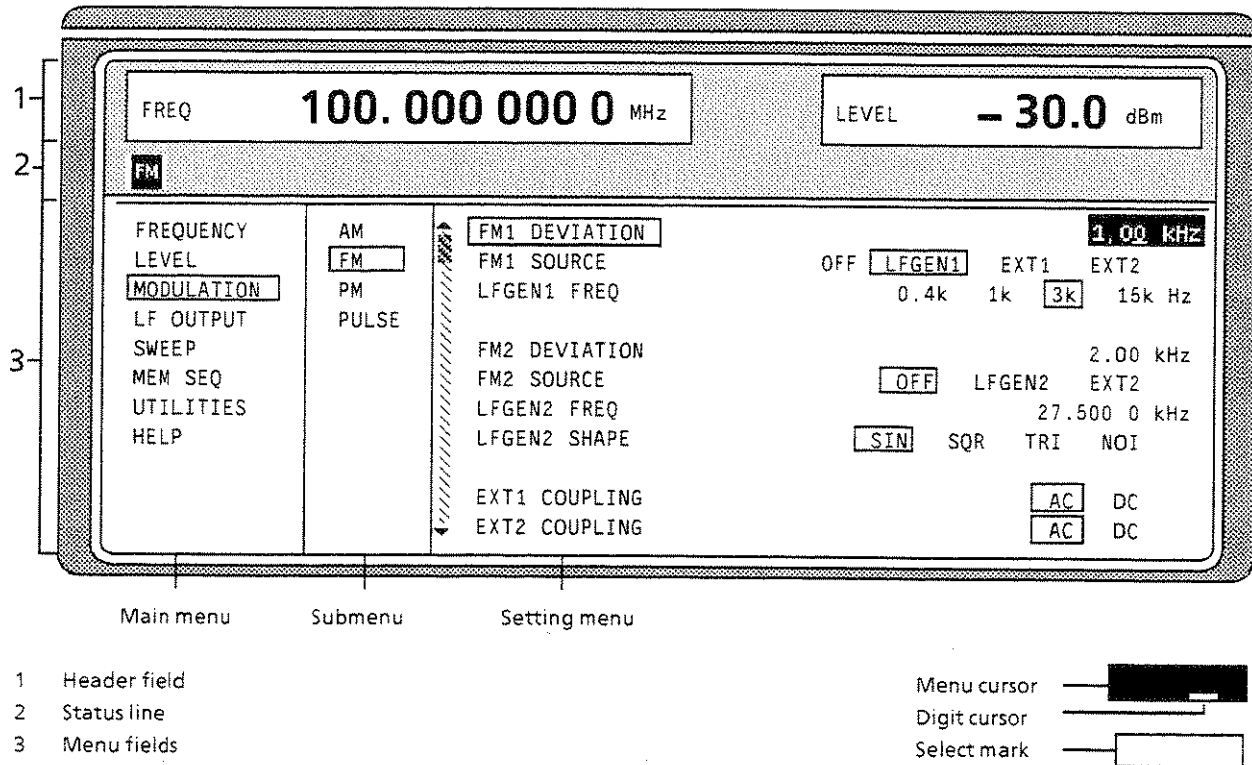 1
FREQ 100. 000 000 0 MHz
LEVEL – 30.0 dBm
2
FM
3
FREQUENCY
LEVEL
MODULATION
LF OUTPUT
SWEEP
MEM SEQ
UTILITIES
HELP
AM
FM
PM
PULSE
FM1 DEVIATION 1.00 kHz
FM1 SOURCE OFF LFGEN1 EXT1 EXT2
LFGEN1 FREQ 0.4k 1k 3k 15k Hz
FM2 DEVIATION 2.00 kHz
FM2 SOURCE OFF LFGEN2 EXT2
LFGEN2 FREQ 27.500 0 kHz
LFGEN2 SHAPE SIN SQR TRI NOI
EXT1 COUPLING AC DC
EXT2 COUPLING AC DC
Main menu Submenu Setting menu
1 Header field
2 Status line
3 Menu fields
Menu cursor
Digit cursor
Select mark